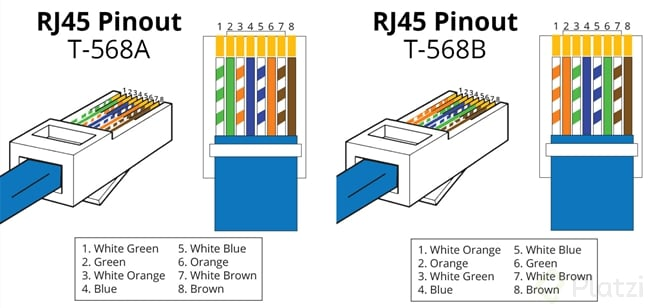 RJ45 Pinout
T-568A
1 2 3 4 5 6 7 8
12345678
1. White Green
2. Green
3. White Orange
4. Blue
5. White Blue
6. Orange
7. White Brown
8. Brown
RJ45 Pinout
T-568B
1 2 3 4 5 6 7 8
12345678
1. White Orange
2. Orange
3. White Green
4. Blue
5. White Blue
6. Green
7. White Brown
8. Brown
Platzi